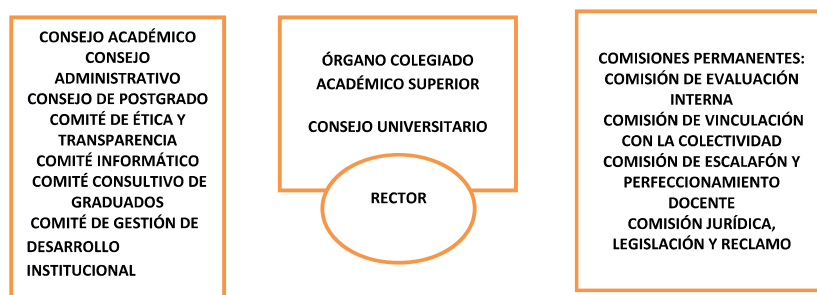 CONSEJO ACADÉMICO
CONSEJO
ADMINISTRATIVO
CONSEJO DE POSTGRADO
COMITÉ DE ÉTICA Y
TRANSPARENCIA
COMITÉ INFORMÁTICO
COMITÉ CONSULTIVO DE
GRADUADOS
COMITÉ DE GESTIÓN DE
DESARROLLO
INSTITUCIONAL
ÓRGANO COLEGIADO
ACADÉMICO SUPERIOR
CONSEJO UNIVERSITARIO
RECTOR
COMISIONES PERMANENTES:
COMISIÓN DE EVALUACIÓN
INTERNA
COMISIÓN DE VINCULACIÓN
CON LA COLECTIVIDAD
COMISIÓN DE ESCALAFÓN Y
PERFECCIONAMIENTO
DOCENTE
COMISIÓN JURÍDICA,
LEGISLACIÓN Y RECLAMO